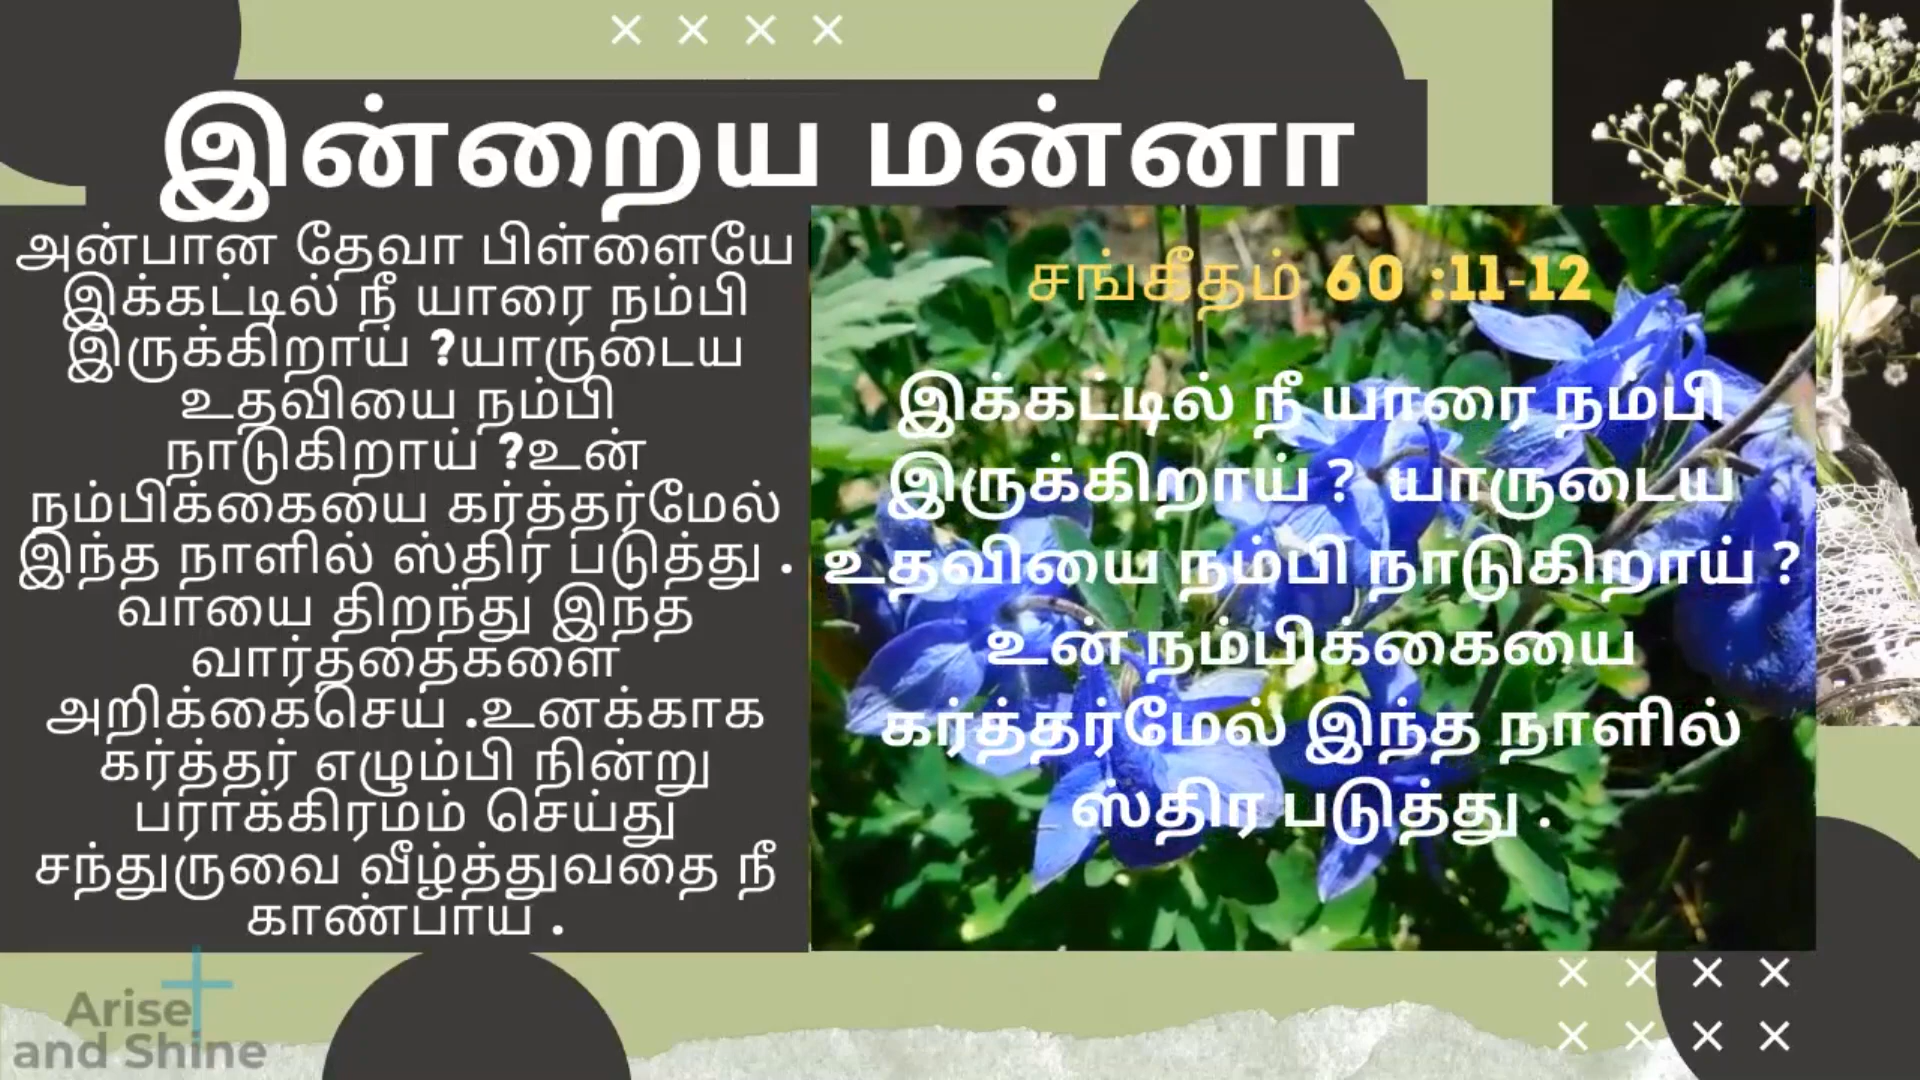 இன்றைய மன்னா
அன்பான தேவா பிள்ளையே
இக்கட்டில் நீ யாரை நம்பி
இருக்கிறாய் ?யாருடைய
உதவியை நம்பி
நாடுகிறாய் ?உன்
நம்பிக்கையை கர்த்தர்மேல்
இந்த நாளில் ஸ்திர படுத்து .
வாயை திறந்து இந்த
வார்த்தைகளை
அறிக்கைசெய் .உனக்காக
கர்த்தர் எழும்பி நின்று
பராக்கிரமம் செய்து
சந்துருவை வீழ்த்துவதை நீ
காண்பாய் .
சங்கீதம் 60 :11-12
இக்கட்டில் நீ யாரை நம்பி
இருக்கிறாய் ? யாருடைய
உதவியை நம்பி நாடுகிறாய் ?
உன் நம்பிக்கையை
கர்த்தர்மேல் இந்த நாளில்
ஸ்திர படுத்து .
Arise
and Shine